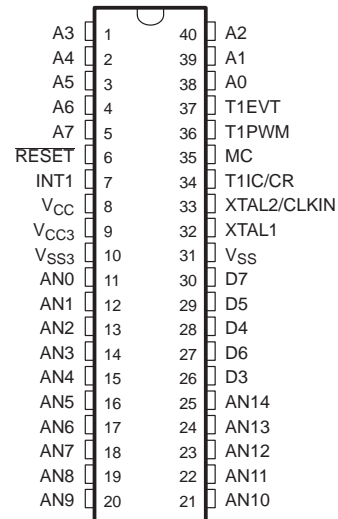 A3 1 40 A2
A4 2 39 A1
A5 3 38 A0
A6 4 37 T1EVT
A7 5 36 T1PWM
RESET 6 35 MC
INT1 7 34 T1IC/CR
VCC 8 33 XTAL2/CLKIN
VCC3 9 32 XTAL1
VSS3 10 31 VSS
AN0 11 30 D7
AN1 12 29 D5
AN2 13 28 D4
AN3 14 27 D6
AN4 15 26 D3
AN5 16 25 AN14
AN6 17 24 AN13
AN7 18 23 AN12
AN8 19 22 AN11
AN9 20 21 AN10